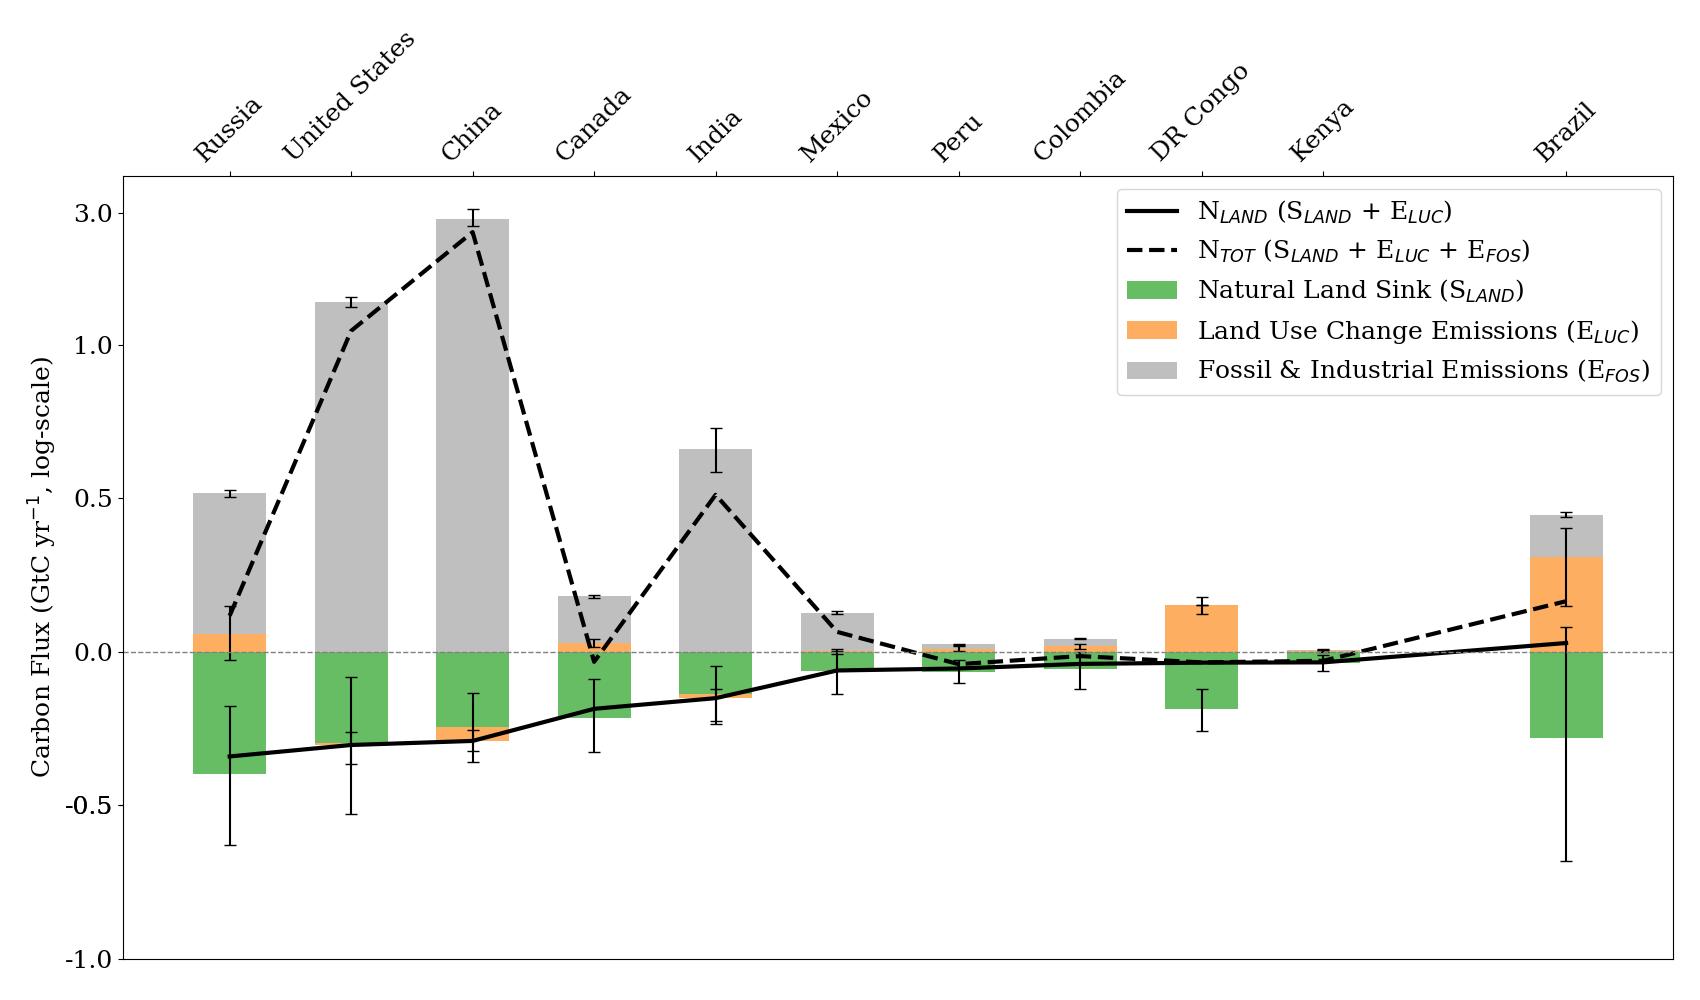 Russia
United States
China
Canada
India
Mexico
Peru
Colombia
DR Congo
Kenya
Brazil
Carbon Flux (GtC yr⁻¹, log-scale)
3.0
1.0
0.5
0.0
-0.5
-1.0
N_LAND (S_LAND + E_LUC)
N_TOT (S_LAND + E_LUC + E_FOS)
Natural Land Sink (S_LAND)
Land Use Change Emissions (E_LUC)
Fossil & Industrial Emissions (E_FOS)